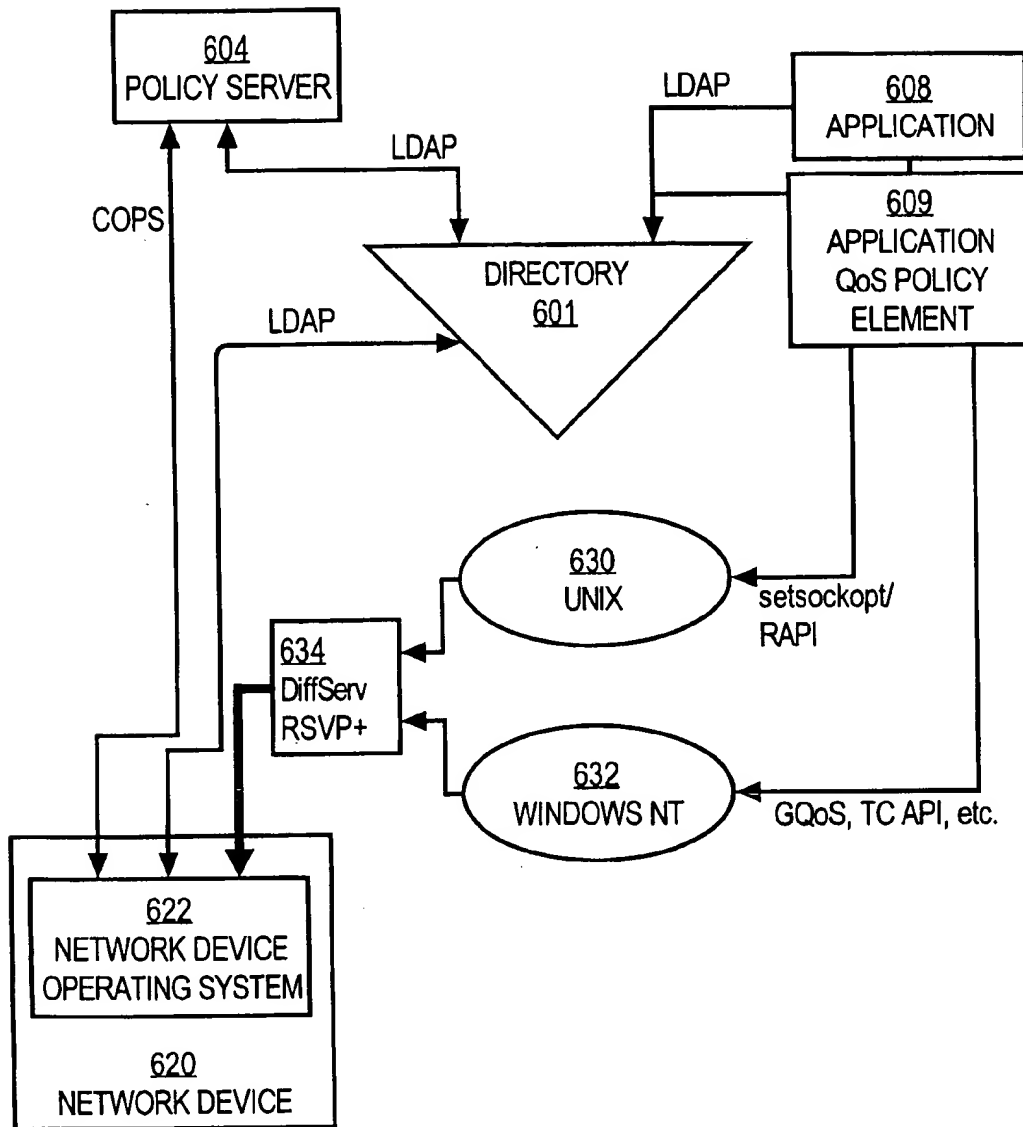 604
POLICY SERVER
LDAP
608
APPLICATION
LDAP
COPS
609
APPLICATION
QoS POLICY
ELEMENT
DIRECTORY
601
LDAP
630
UNIX
setsockopt/
RAPI
634
DiffServ
RSVP+
632
WINDOWS NT
GQoS, TC API, etc.
622
NETWORK DEVICE
OPERATING SYSTEM
620
NETWORK DEVICE